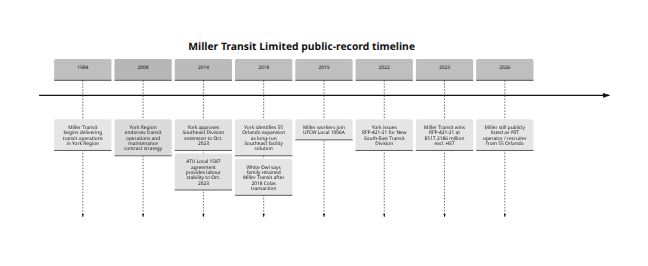 Miller Transit Limited public-record timeline
1984
2008
2014
2018
2019
2022
2023
2026
Miller Transit
begins delivering
transit operations
in York Region
York Region
endorses transit
operations and
maintenance
contract strategy
York approves
Southeast Division
extension to Oct.
2023
ATU Local 1587
agreement
provides labour
stability to Oct.
2023
York identifies 55
Orlando expansion
as long-run
Southeast facility
solution
White Owl says
family retained
Miller Transit after
2018 Colas
transaction
Miller workers join
UFCW Local 1006A
York issues
RFP-421-21 for New
South-East Transit
Division
Miller Transit wins
RFP-421-21 at
$517.2186 million
excl. HST
Miller still publicly
listed as YRT
operator / recruiter
from 55 Orlando